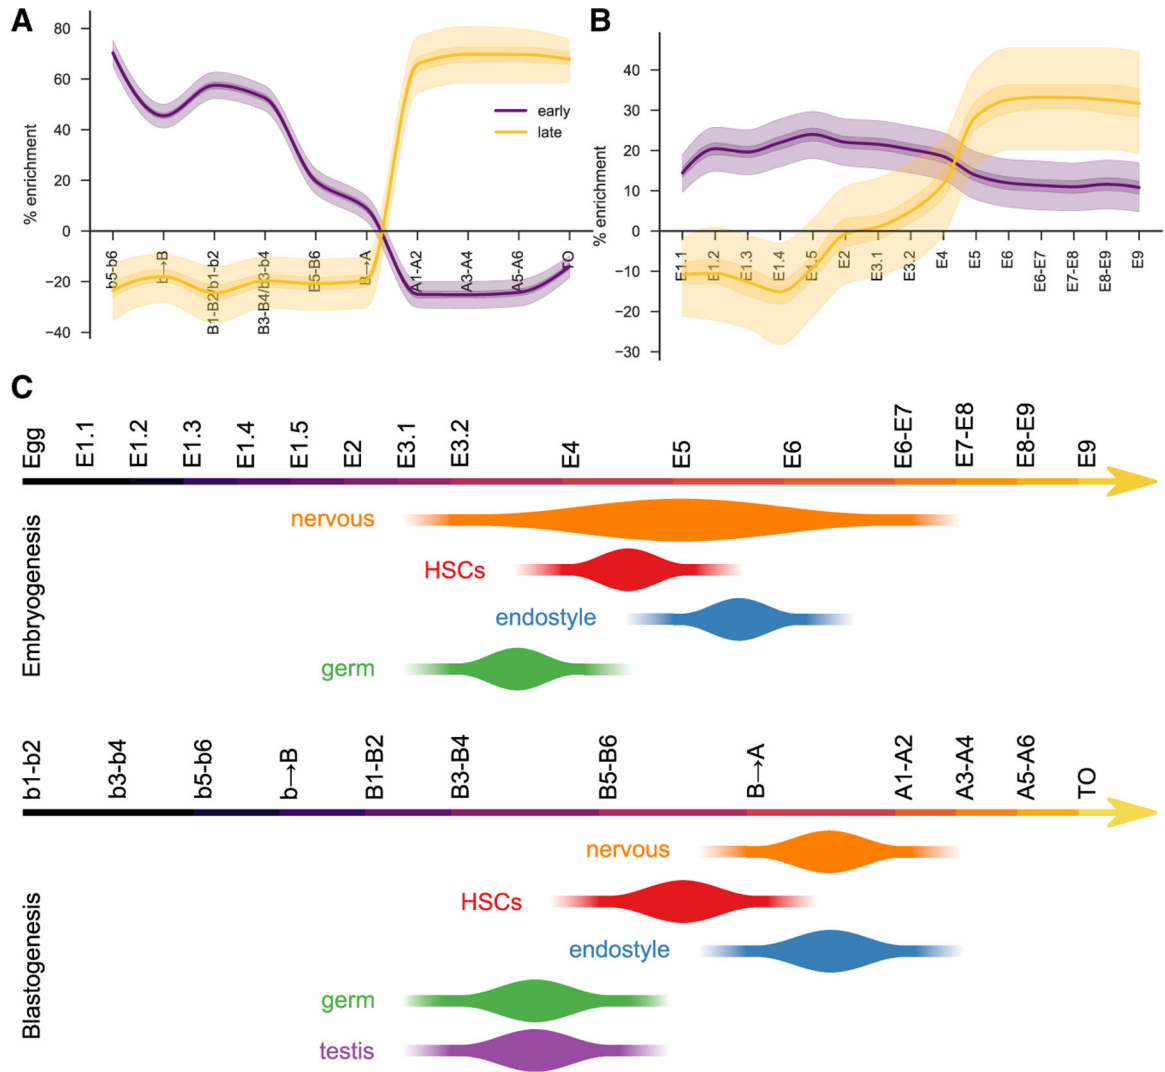 A
% enrichment
80
60
40
20
0
−20
−40
early
late
b5-b6
b→B
B1-B2/b1-b2
B3-B4/b3-b4
E5-B6
B→A
A1-A2
A3-A4
A5-A6
TO
B
% enrichment
40
30
20
10
0
−10
−20
−30
E1.1
E1.2
E1.3
E1.4
E1.5
E2
E3.1
E3.2
E4
E5
E6
E6-E7
E7-E8
E8-E9
E9
C
Egg
E1.1
E1.2
E1.3
E1.4
E1.5
E2
E3.1
E3.2
E4
E5
E6
E6-E7
E7-E8
E8-E9
E9
Embryogenesis
nervous
HSCs
endostyle
germ
b1-b2
b3-b4
b5-b6
b→B
B1-B2
B3-B4
B5-B6
B→A
A1-A2
A3-A4
A5-A6
TO
Blastogenesis
nervous
HSCs
endostyle
germ
testis